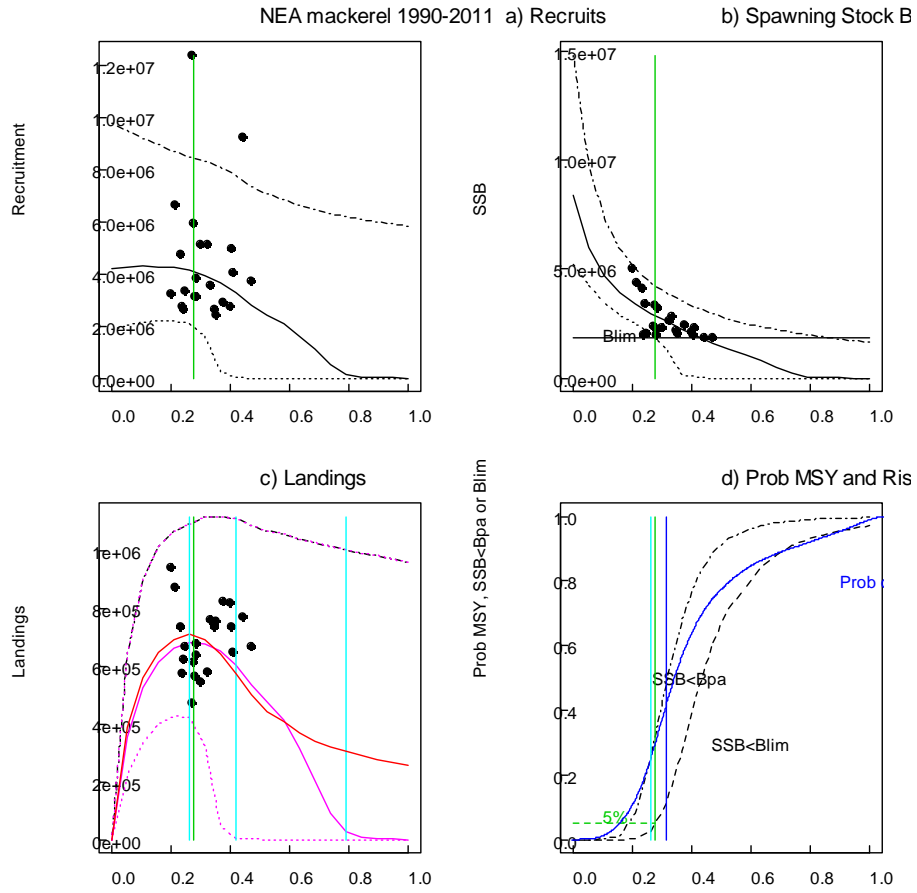 NEA mackerel 1990-2011 a) Recruits
b) Spawning Stock B
Recruitment
1.2e+07
1.0e+07
8.0e+06
6.0e+06
4.0e+06
2.0e+06
0.0e+00
0.0 0.2 0.4 0.6 0.8 1.0
SSB
1.5e+07
1.0e+07
5.0e+06
Blim
0.0e+00
0.0 0.2 0.4 0.6 0.8 1.0
c) Landings
Landings
1e+06
8e+05
6e+05
4e+05
2e+05
0e+00
0.0 0.2 0.4 0.6 0.8 1.0
d) Prob MSY and Ris
Prob MSY, SSB<Bpa or Blim
1.0
0.8
Prob
SSB<Bpa
0.6
0.4
SSB<Blim
0.2
5%
0.0
0.0 0.2 0.4 0.6 0.8 1.0